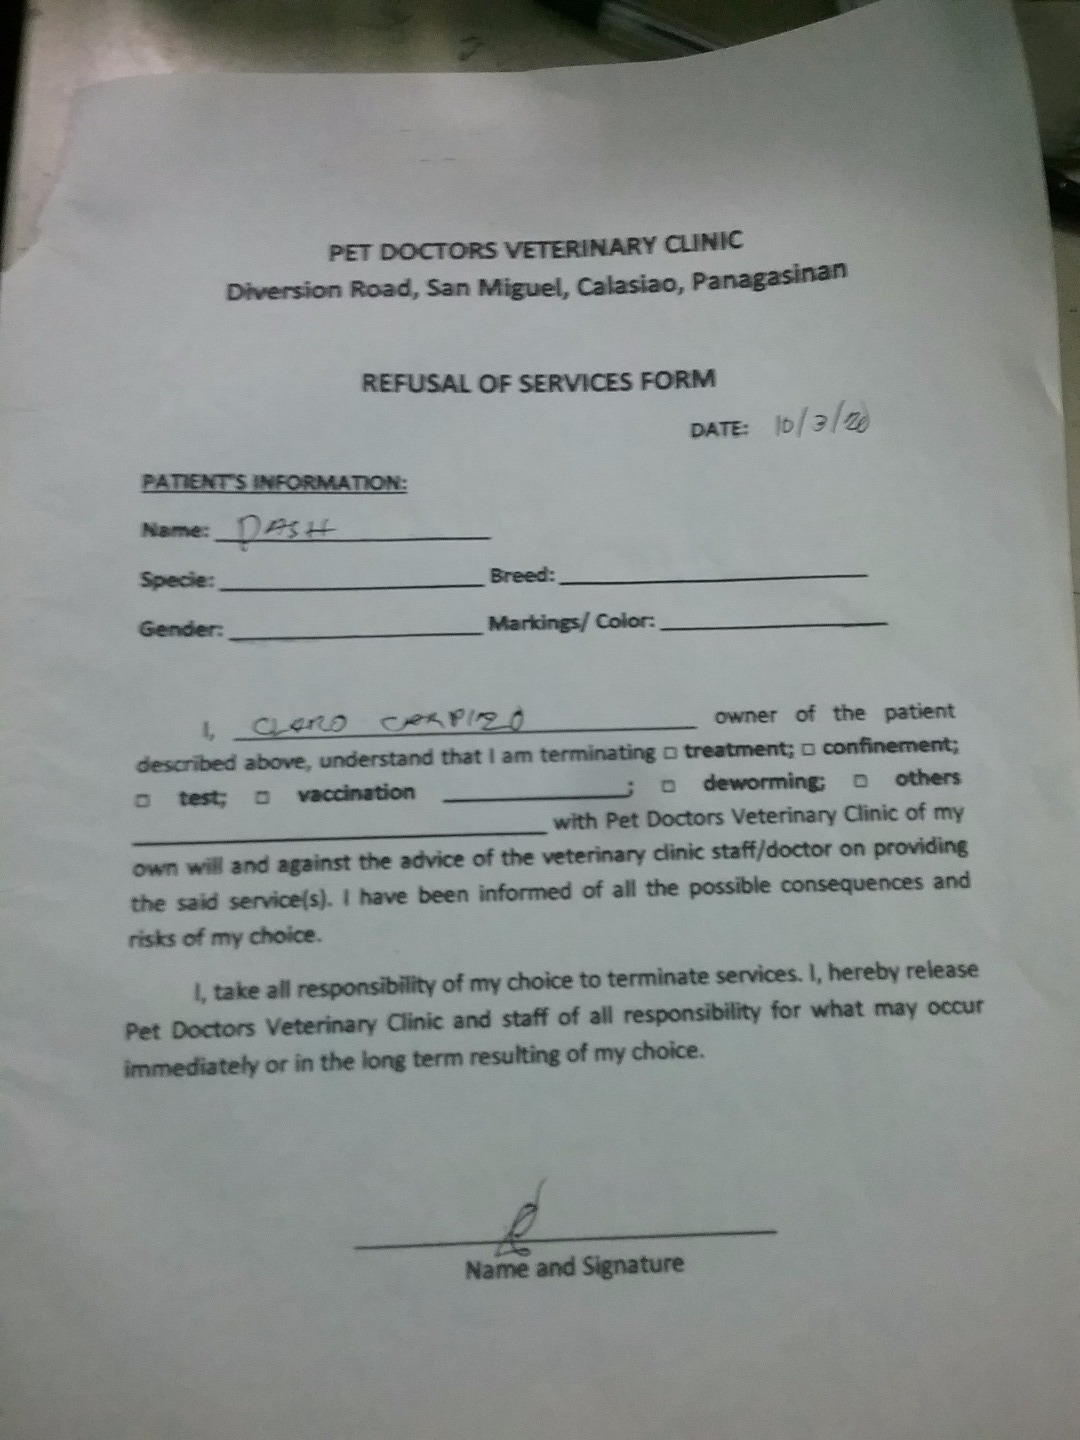 PET DOCTORS VETERINARY CLINIC
Diversion Road, San Miguel, Calasiao, Panagasinan
REFUSAL OF SERVICES FORM
DATE: 10/3/20
PATIENT'S INFORMATION:
Name: DASH
Specie: Breed:
Gender: Markings/ Color:
I, CLARO CARPIZO owner of the patient
described above, understand that I am terminating □ treatment; □ confinement;
□ test; □ vaccination ; □ deworming; □ others
with Pet Doctors Veterinary Clinic of my
own will and against the advice of the veterinary clinic staff/doctor on providing
the said service(s). I have been informed of all the possible consequences and
risks of my choice.
I, take all responsibility of my choice to terminate services. I, hereby release
Pet Doctors Veterinary Clinic and staff of all responsibility for what may occur
immediately or in the long term resulting of my choice.
Name and Signature